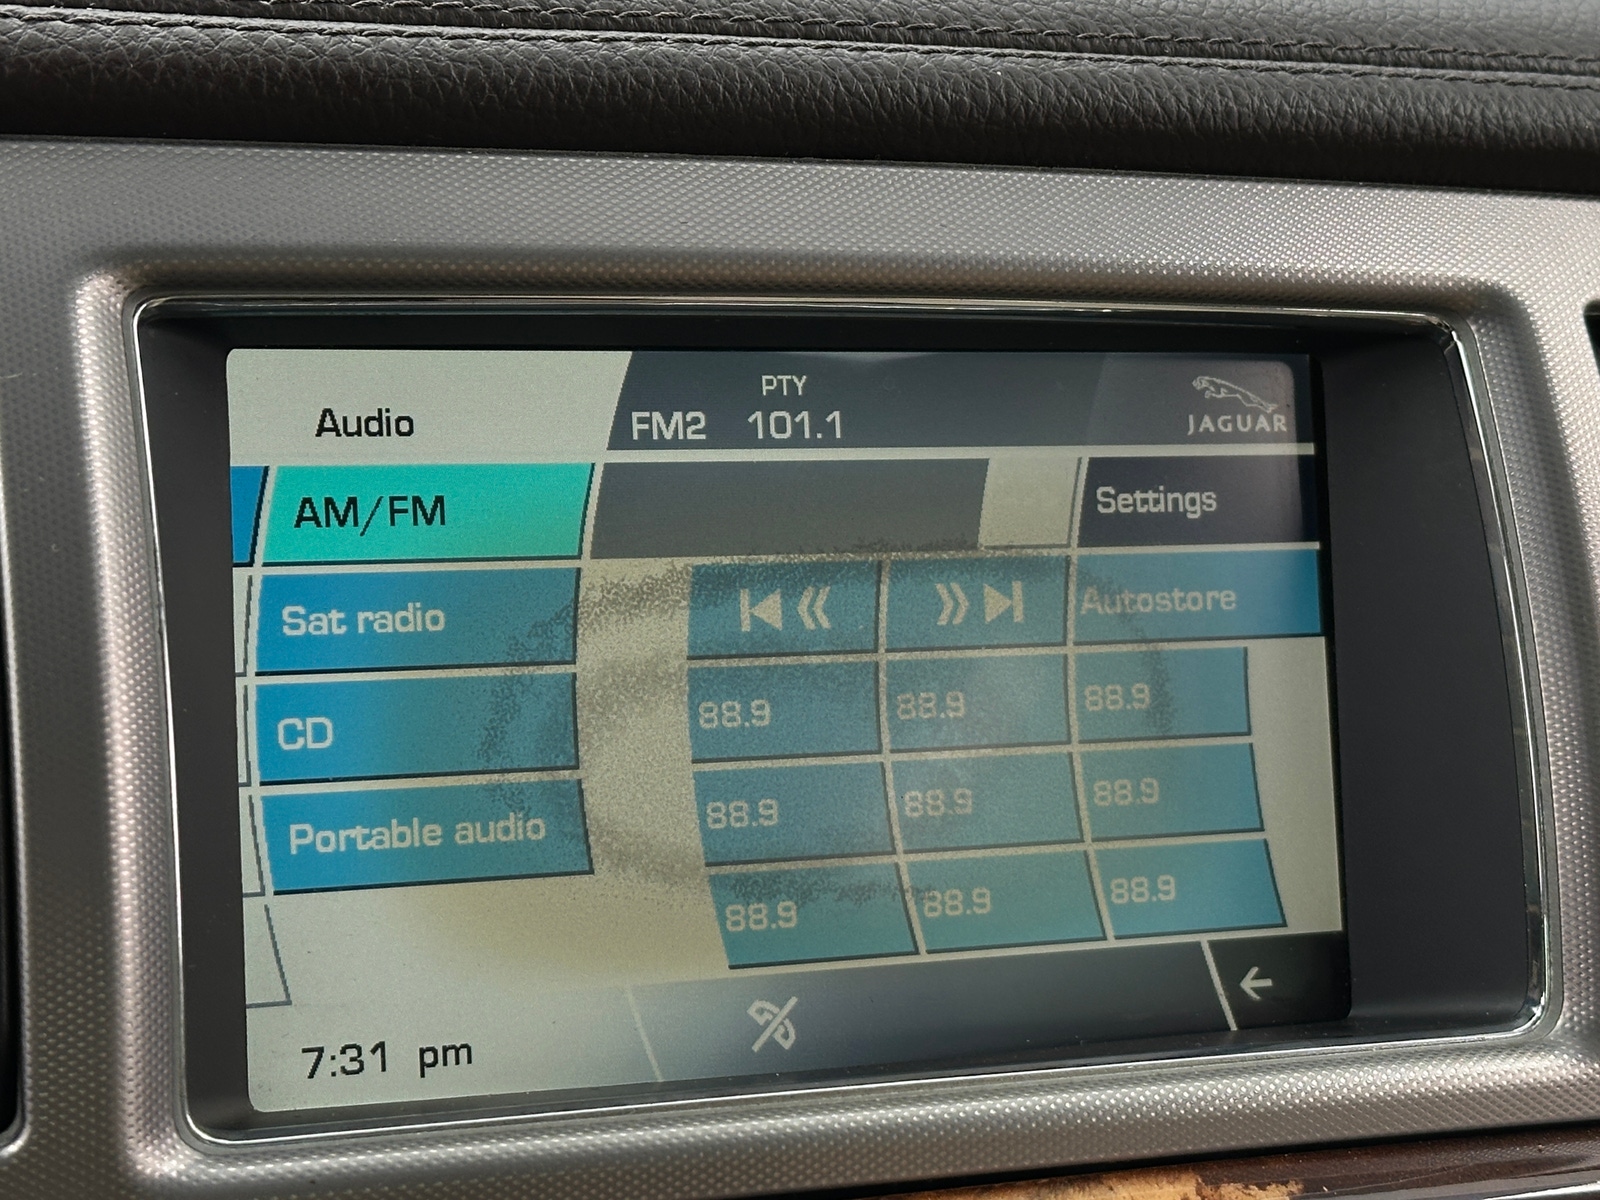 Audio
PTY
FM2 101.1
JAGUAR
AM/FM
Settings
Sat radio
Autostore
CD
88.9 88.9 88.9
Portable audio
88.9 88.9 88.9
88.9 88.9 88.9
7:31 pm